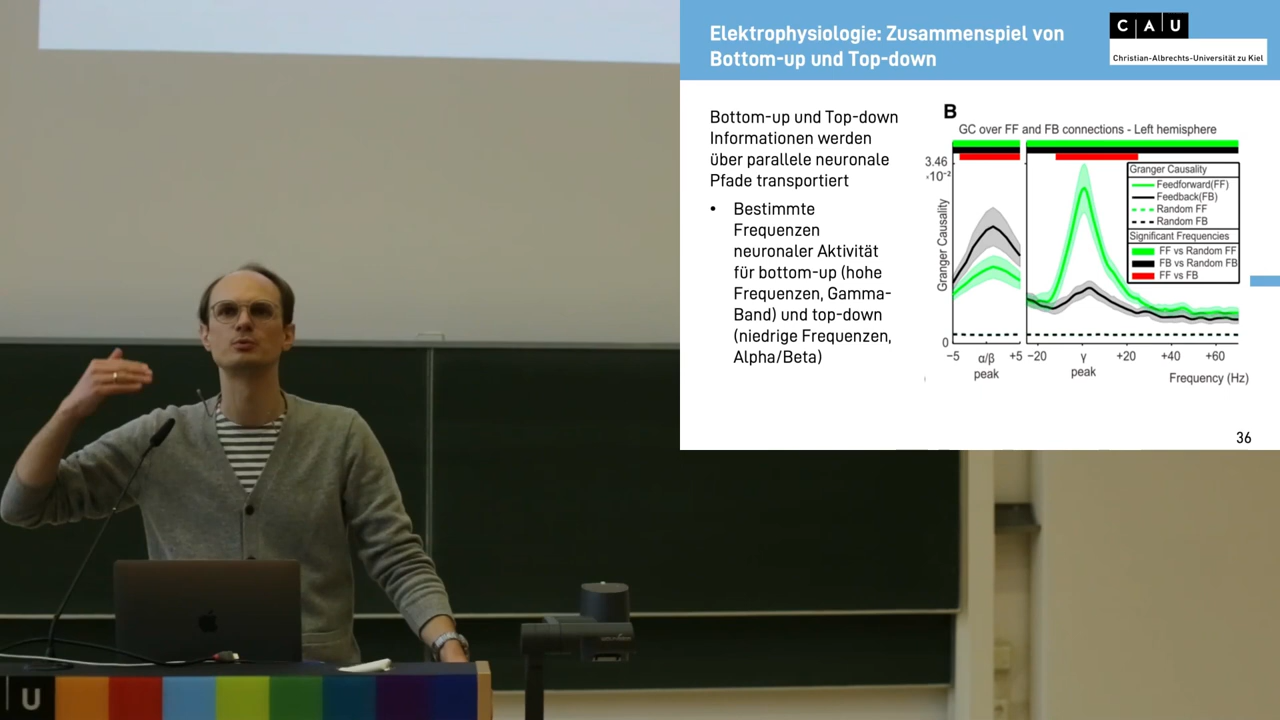 Elektrophysiologie: Zusammenspiel von
Bottom-up und Top-down
C A U
Christian-Albrechts-Universität zu Kiel
Bottom-up und Top-down
Informationen werden
über parallele neuronale
Pfade transportiert
• Bestimmte
Frequenzen
neuronaler Aktivität
für bottom-up (hohe
Frequenzen, Gamma-
Band) und top-down
(niedrige Frequenzen,
Alpha/Beta)
B
GC over FF and FB connections - Left hemisphere
3.46
·10⁻²
Granger Causality
0
Granger Causality
Feedforward(FF)
Feedback(FB)
Random FF
Random FB
Significant Frequencies
FF vs Random FF
FB vs Random FB
FF vs FB
−5 α/β +5 −20 γ +20 +40 +60
peak peak Frequency (Hz)
36
U